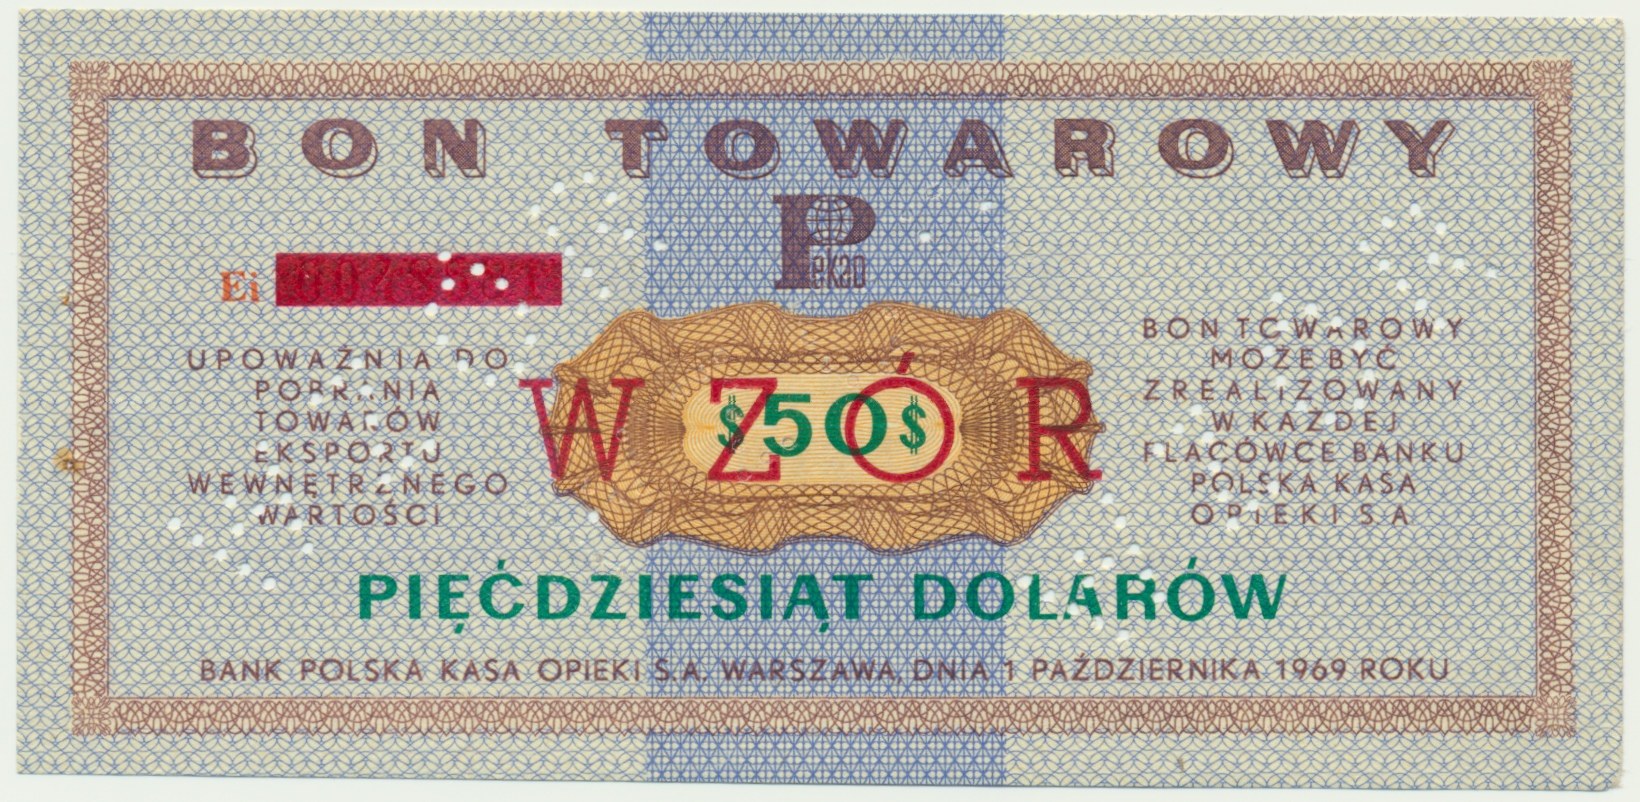 BON TOWAROWY
Pekao
Ei
UPOWAŻNIA DO
POBRANIA
TOWARÓW
EKSPORTU
WEWNĘTRZNEGO
WARTOŚCI
WZÓR
$50$
BON TOWAROWY
MOŻE BYĆ
ZREALIZOWANY
W KAŻDEJ
PLACÓWCE BANKU
POLSKA KASA
OPIEKI S.A.
PIĘĆDZIESIĄT DOLARÓW
BANK POLSKA KASA OPIEKI S.A. WARSZAWA, DNIA 1 PAŹDZIERNIKA 1969 ROKU